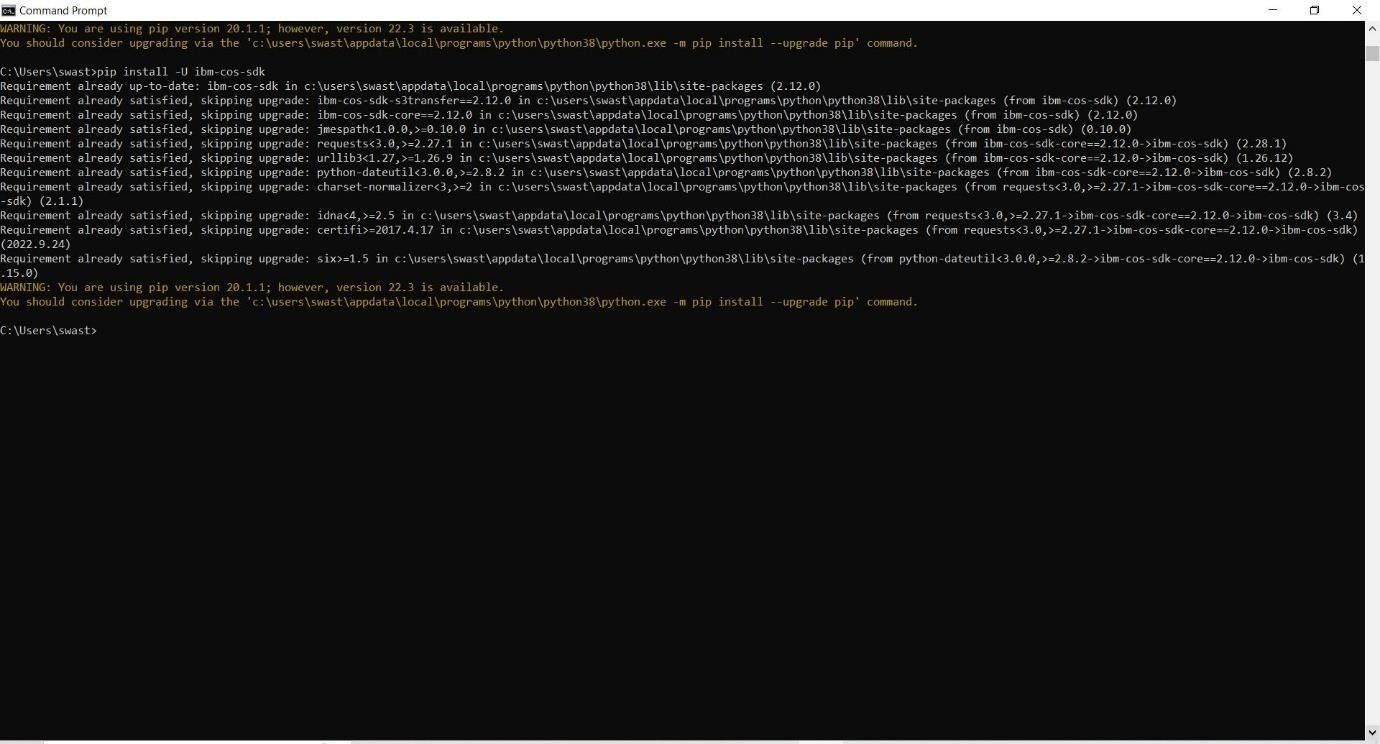 Command Prompt
WARNING: You are using pip version 20.1.1; however, version 22.3 is available.
You should consider upgrading via the 'c:\users\swast\appdata\local\programs\python\python38\python.exe -m pip install --upgrade pip' command.
C:\Users\swast>pip install -U ibm-cos-sdk
Requirement already up-to-date: ibm-cos-sdk in c:\users\swast\appdata\local\programs\python\python38\lib\site-packages (2.12.0)
Requirement already satisfied, skipping upgrade: ibm-cos-sdk-s3transfer==2.12.0 in c:\users\swast\appdata\local\programs\python\python38\lib\site-packages (from ibm-cos-sdk) (2.12.0)
Requirement already satisfied, skipping upgrade: ibm-cos-sdk-core==2.12.0 in c:\users\swast\appdata\local\programs\python\python38\lib\site-packages (from ibm-cos-sdk) (2.12.0)
Requirement already satisfied, skipping upgrade: jmespath<1.0.0,>=0.10.0 in c:\users\swast\appdata\local\programs\python\python38\lib\site-packages (from ibm-cos-sdk) (0.10.0)
Requirement already satisfied, skipping upgrade: requests<3.0,>=2.27.1 in c:\users\swast\appdata\local\programs\python\python38\lib\site-packages (from ibm-cos-sdk-core==2.12.0->ibm-cos-sdk) (2.28.1)
Requirement already satisfied, skipping upgrade: urllib3<1.27,>=1.26.9 in c:\users\swast\appdata\local\programs\python\python38\lib\site-packages (from ibm-cos-sdk-core==2.12.0->ibm-cos-sdk) (1.26.12)
Requirement already satisfied, skipping upgrade: python-dateutil<3.0.0,>=2.8.2 in c:\users\swast\appdata\local\programs\python\python38\lib\site-packages (from ibm-cos-sdk-core==2.12.0->ibm-cos-sdk) (2.8.2)
Requirement already satisfied, skipping upgrade: charset-normalizer<3,>=2 in c:\users\swast\appdata\local\programs\python\python38\lib\site-packages (from requests<3.0,>=2.27.1->ibm-cos-sdk-core==2.12.0->ibm-cos
-sdk) (2.1.1)
Requirement already satisfied, skipping upgrade: idna<4,>=2.5 in c:\users\swast\appdata\local\programs\python\python38\lib\site-packages (from requests<3.0,>=2.27.1->ibm-cos-sdk-core==2.12.0->ibm-cos-sdk) (3.4)
Requirement already satisfied, skipping upgrade: certifi>=2017.4.17 in c:\users\swast\appdata\local\programs\python\python38\lib\site-packages (from requests<3.0,>=2.27.1->ibm-cos-sdk-core==2.12.0->ibm-cos-sdk)
(2022.9.24)
Requirement already satisfied, skipping upgrade: six>=1.5 in c:\users\swast\appdata\local\programs\python\python38\lib\site-packages (from python-dateutil<3.0.0,>=2.8.2->ibm-cos-sdk-core==2.12.0->ibm-cos-sdk) (1
.15.0)
WARNING: You are using pip version 20.1.1; however, version 22.3 is available.
You should consider upgrading via the 'c:\users\swast\appdata\local\programs\python\python38\python.exe -m pip install --upgrade pip' command.
C:\Users\swast>